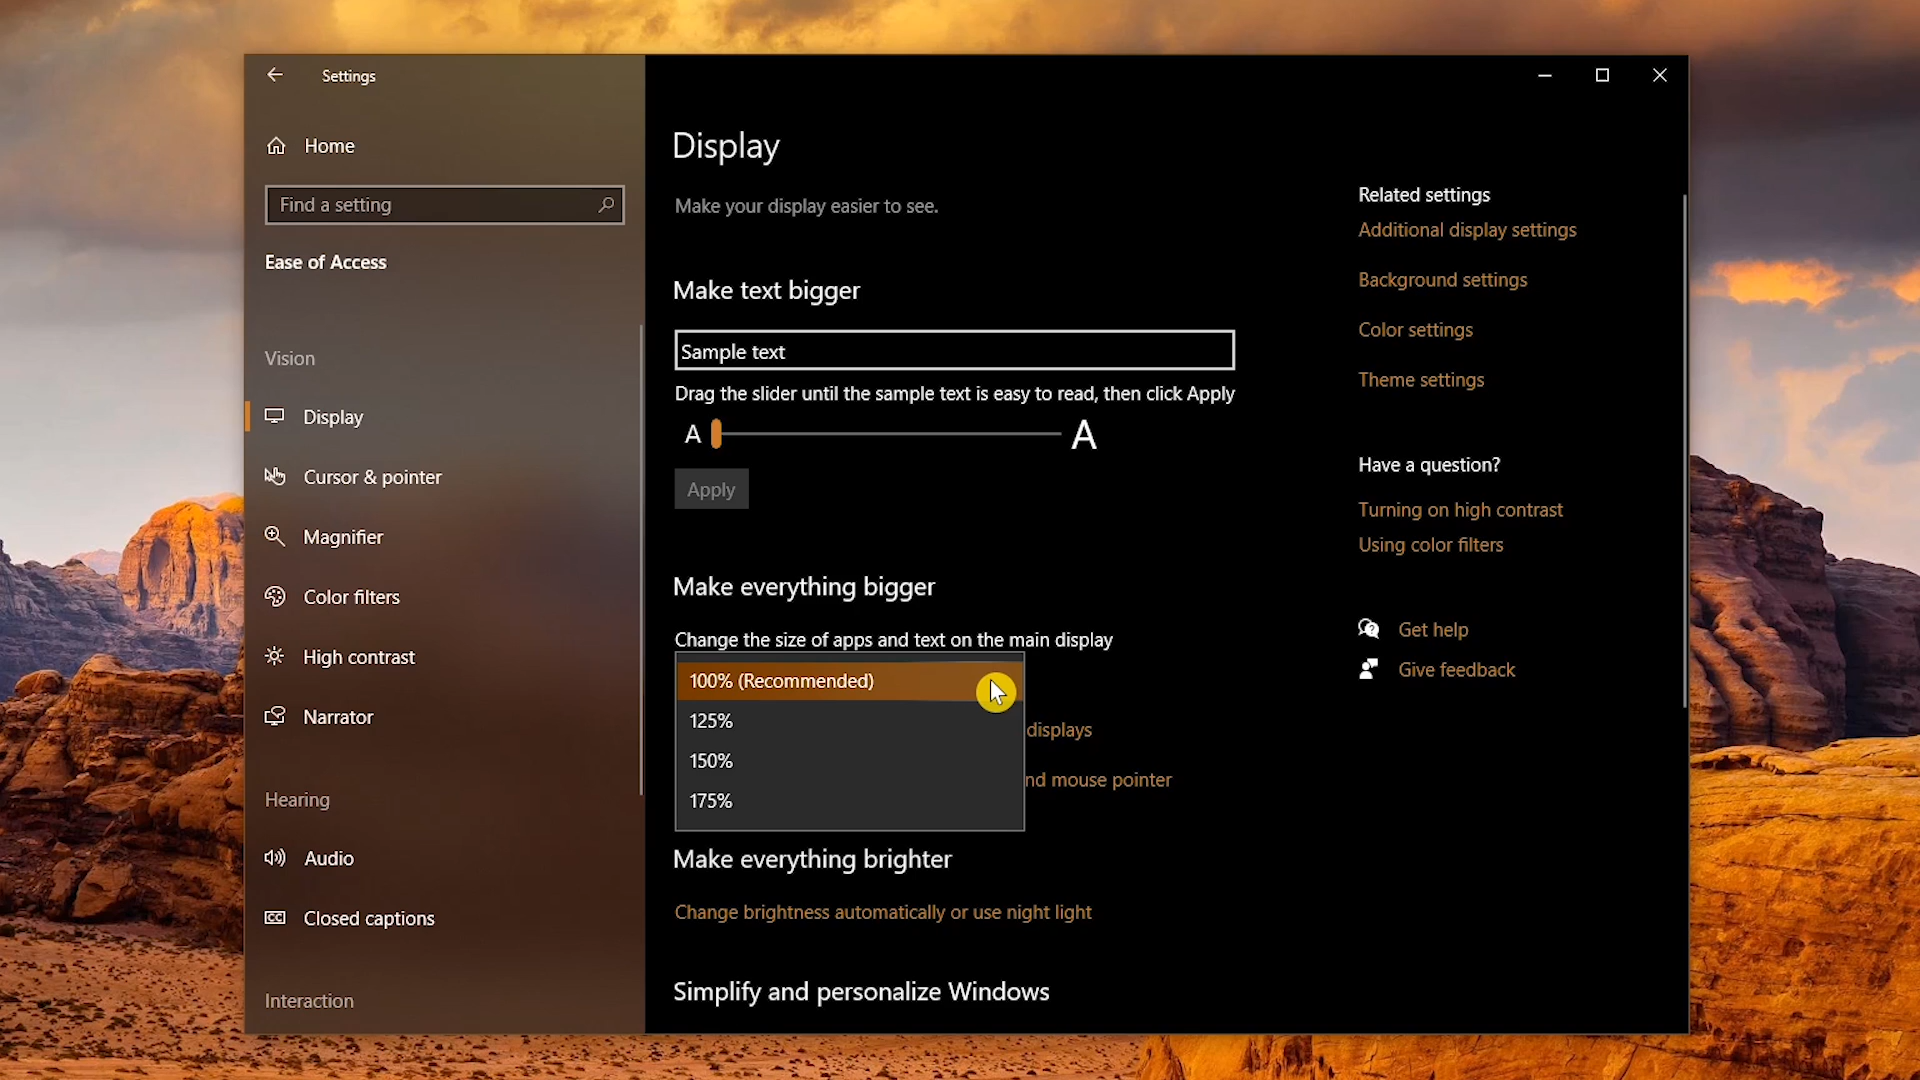 Settings
Home
Find a setting
Ease of Access
Vision
Display
Cursor & pointer
Magnifier
Color filters
High contrast
Narrator
Hearing
Audio
Closed captions
Interaction
Display
Make your display easier to see.
Make text bigger
Sample text
Drag the slider until the sample text is easy to read, then click Apply
A A
Apply
Make everything bigger
Change the size of apps and text on the main display
100% (Recommended)
125%
displays
150%
nd mouse pointer
175%
Make everything brighter
Change brightness automatically or use night light
Simplify and personalize Windows
Related settings
Additional display settings
Background settings
Color settings
Theme settings
Have a question?
Turning on high contrast
Using color filters
Get help
Give feedback